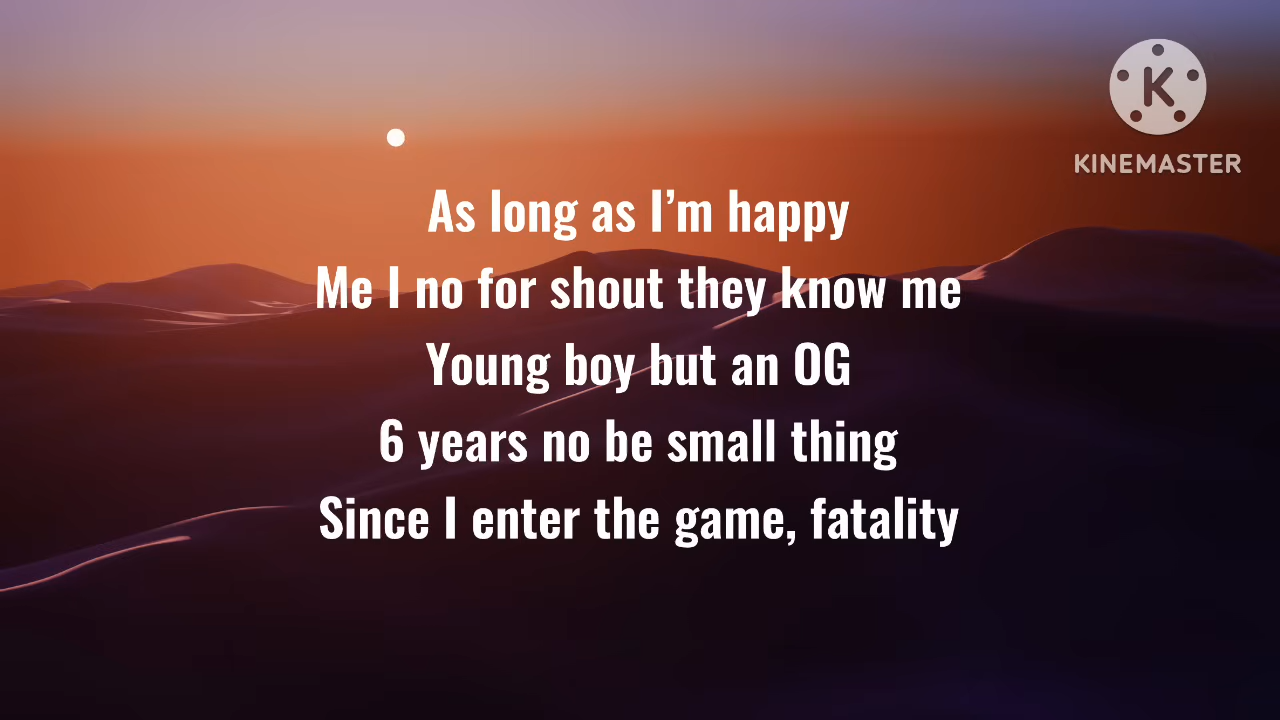 K
KINEMASTER
As long as I’m happy
Me I no for shout they know me
Young boy but an OG
6 years no be small thing
Since I enter the game, fatality